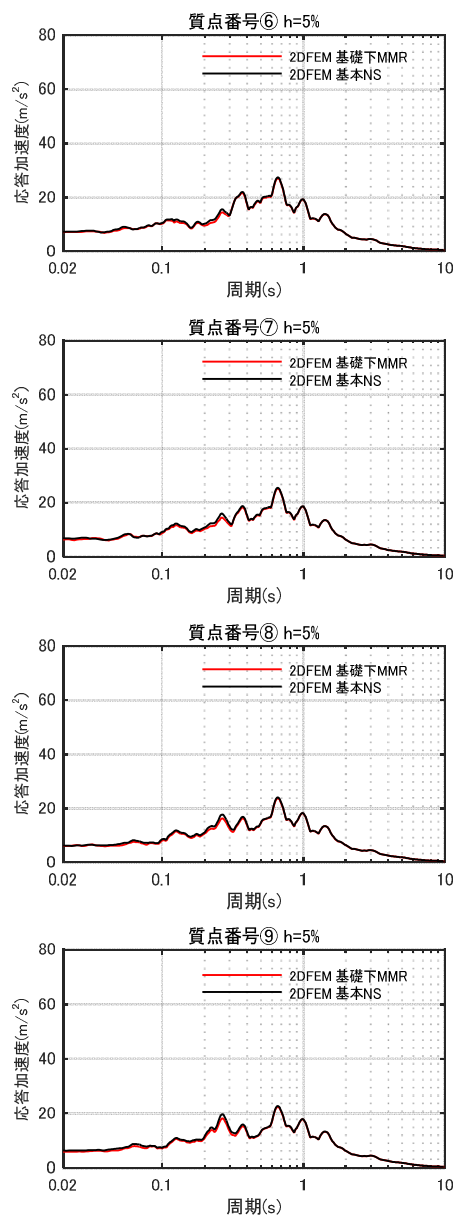 質点番号⑥ h=5%
80
60
40
20
0
応答加速度(m/s²)
2DFEM 基礎下MMR
2DFEM 基本NS
0.02
0.1
1
10
周期(s)
質点番号⑦ h=5%
80
60
40
20
0
応答加速度(m/s²)
2DFEM 基礎下MMR
2DFEM 基本NS
0.02
0.1
1
10
周期(s)
質点番号⑧ h=5%
80
60
40
20
0
応答加速度(m/s²)
2DFEM 基礎下MMR
2DFEM 基本NS
0.02
0.1
1
10
周期(s)
質点番号⑨ h=5%
80
60
40
20
0
応答加速度(m/s²)
2DFEM 基礎下MMR
2DFEM 基本NS
0.02
0.1
1
10
周期(s)